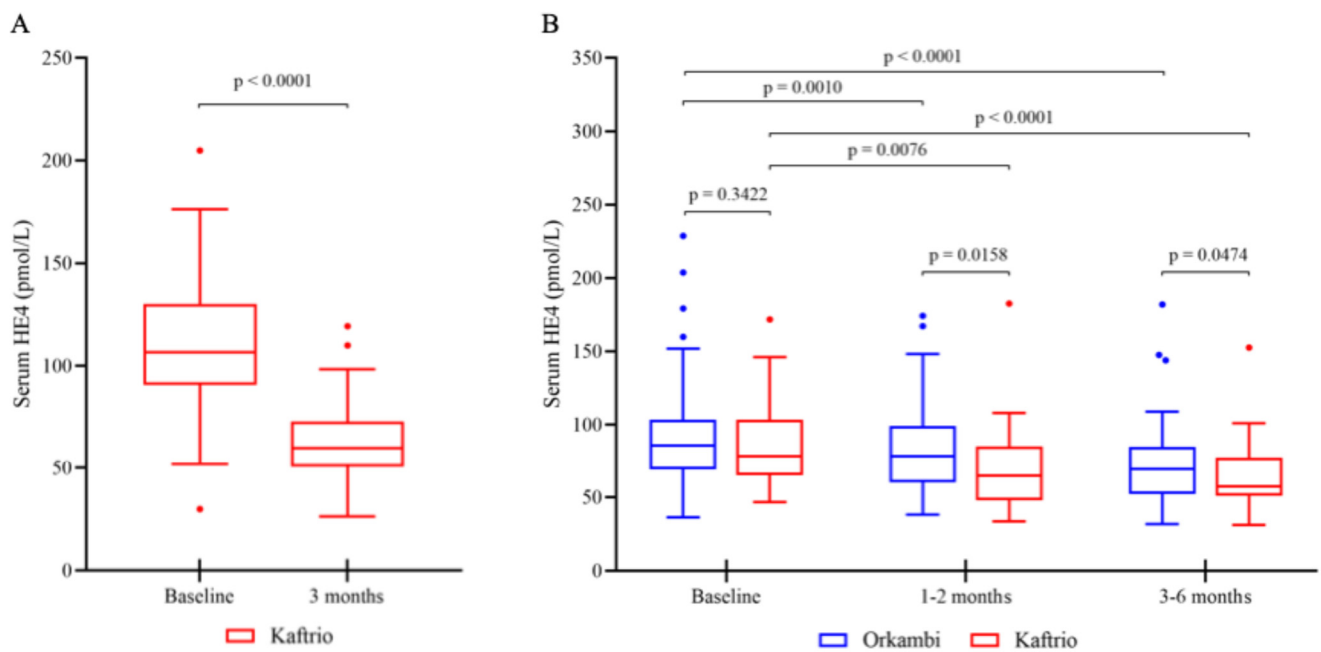 A
250
200
150
100
50
0
Serum HE4 (pmol/L)
p < 0.0001
Baseline
3 months
Kaftrio
B
350
300
250
200
150
100
50
0
Serum HE4 (pmol/L)
p < 0.0001
p = 0.0010
p < 0.0001
p = 0.0076
p = 0.3422
p = 0.0158
p = 0.0474
Baseline
1-2 months
3-6 months
Orkambi
Kaftrio